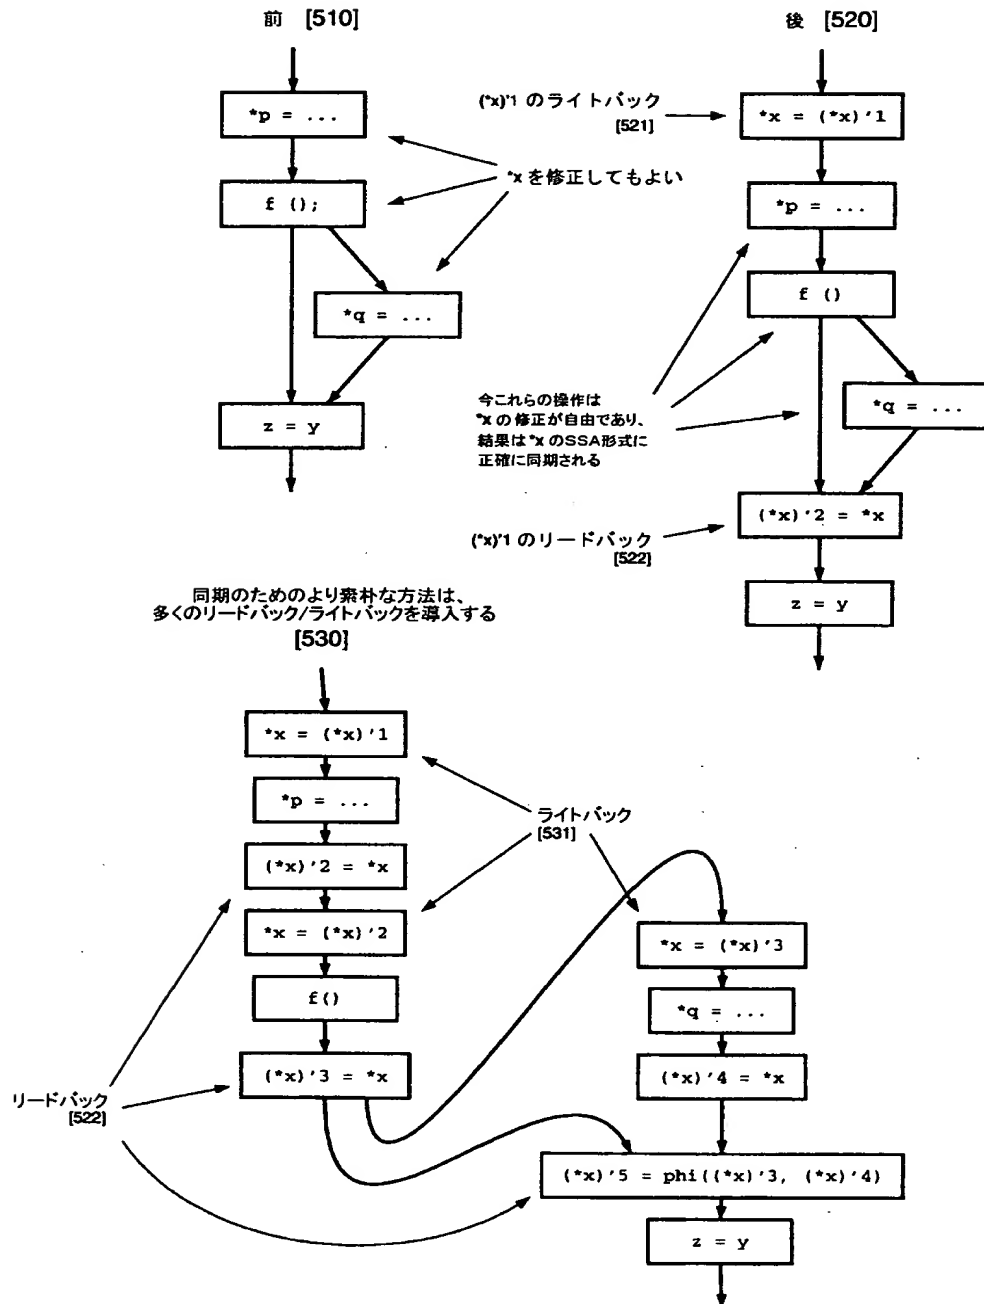 前 [510]
*p = ...
f ();
*q = ...
z = y
*x を修正してもよい
後 [520]
(*x)'1 のライトバック
[521]
*x = (*x)'1
*p = ...
f ()
*q = ...
今これらの操作は
*x の修正が自由であり、
結果は*x のSSA形式に
正確に同期される
(*x)'2 = *x
(*x)'1 のリードバック
[522]
z = y
同期のためのより素朴な方法は、
多くのリードバック/ライトバックを導入する
[530]
*x = (*x)'1
*p = ...
(*x)'2 = *x
*x = (*x)'2
f()
(*x)'3 = *x
ライトバック
[531]
リードバック
[522]
*x = (*x)'3
*q = ...
(*x)'4 = *x
(*x)'5 = phi((*x)'3, (*x)'4)
z = y